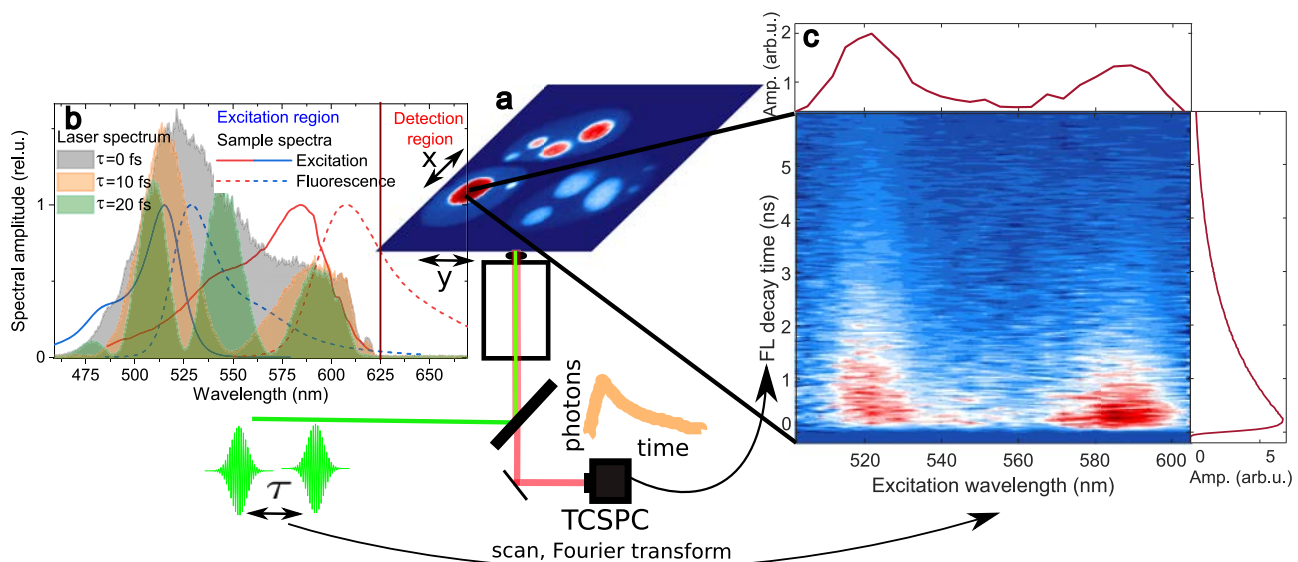 a
x
y
b
Laser spectrum
τ=0 fs
τ=10 fs
τ=20 fs
Excitation region
Sample spectra
Excitation
Fluorescence
Detection
region
Spectral amplitude (rel.u.)
1
0
475 500 525 550 575 600 625 650
Wavelength (nm)
τ
photons
time
TCSPC
scan, Fourier transform
c
Amp. (arb.u.)
2
1
FL decay time (ns)
5
4
3
2
1
0
520 540 560 580 600
Excitation wavelength (nm)
0 5
Amp. (arb.u.)